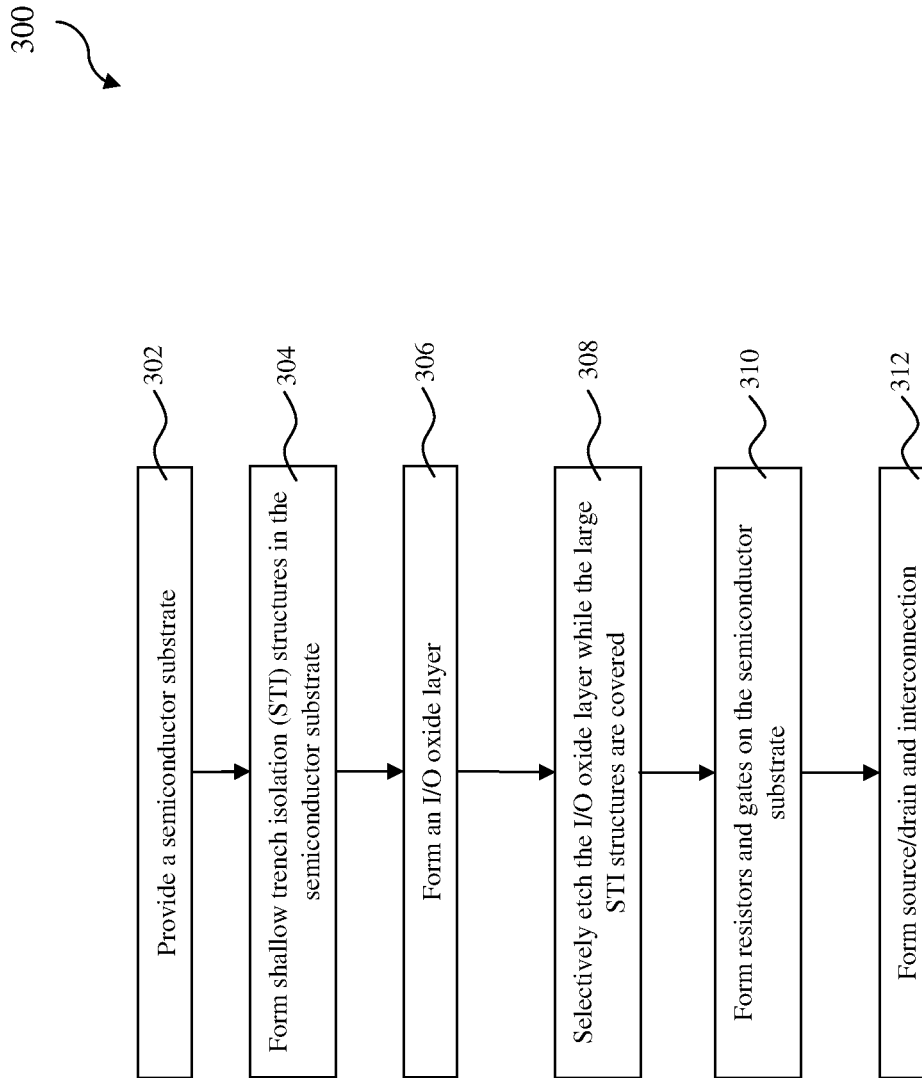 300
Provide a semiconductor substrate
302
Form shallow trench isolation (STI) structures in the
semiconductor substrate
304
Form an I/O oxide layer
306
Selectively etch the I/O oxide layer while the large
STI structures are covered
308
Form resistors and gates on the semiconductor
substrate
310
Form source/drain and interconnection
312